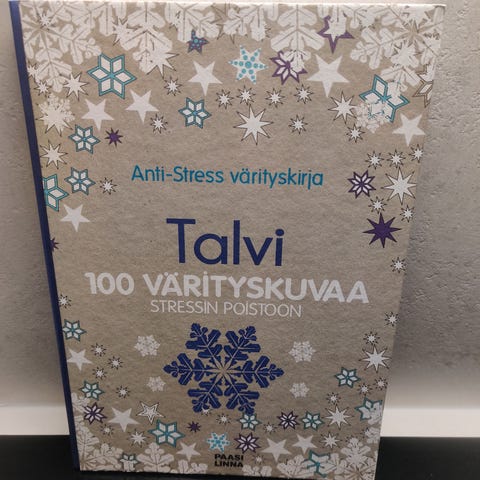 Anti-Stress värityskirja
Talvi
100 VÄRITYSKUVAA
STRESSIN POISTOON
PAASI
LINNA